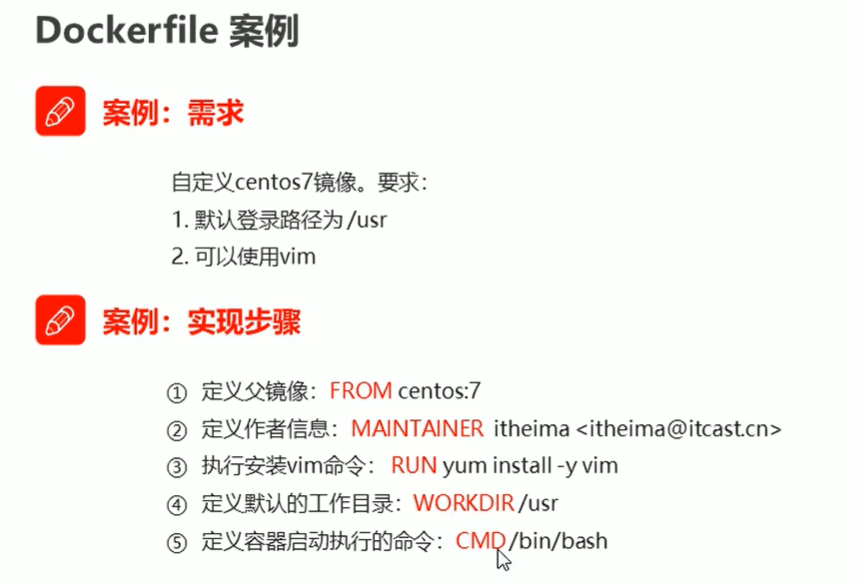 Dockerfile 案例
案例：需求
自定义centos7镜像。要求：
1. 默认登录路径为 /usr
2. 可以使用vim
案例：实现步骤
① 定义父镜像：FROM centos:7
② 定义作者信息：MAINTAINER itheima <itheima@itcast.cn>
③ 执行安装vim命令： RUN yum install -y vim
④ 定义默认的工作目录：WORKDIR /usr
⑤ 定义容器启动执行的命令：CMD /bin/bash